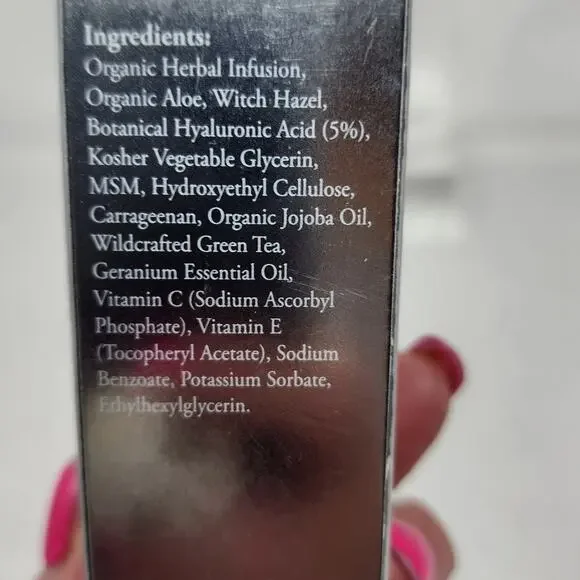 Ingredients:
Organic Herbal Infusion,
Organic Aloe, Witch Hazel,
Botanical Hyaluronic Acid (5%),
Kosher Vegetable Glycerin,
MSM, Hydroxyethyl Cellulose,
Carrageenan, Organic Jojoba Oil,
Wildcrafted Green Tea,
Geranium Essential Oil,
Vitamin C (Sodium Ascorbyl
Phosphate), Vitamin E
(Tocopheryl Acetate), Sodium
Benzoate, Potassium Sorbate,
Ethylhexylglycerin.